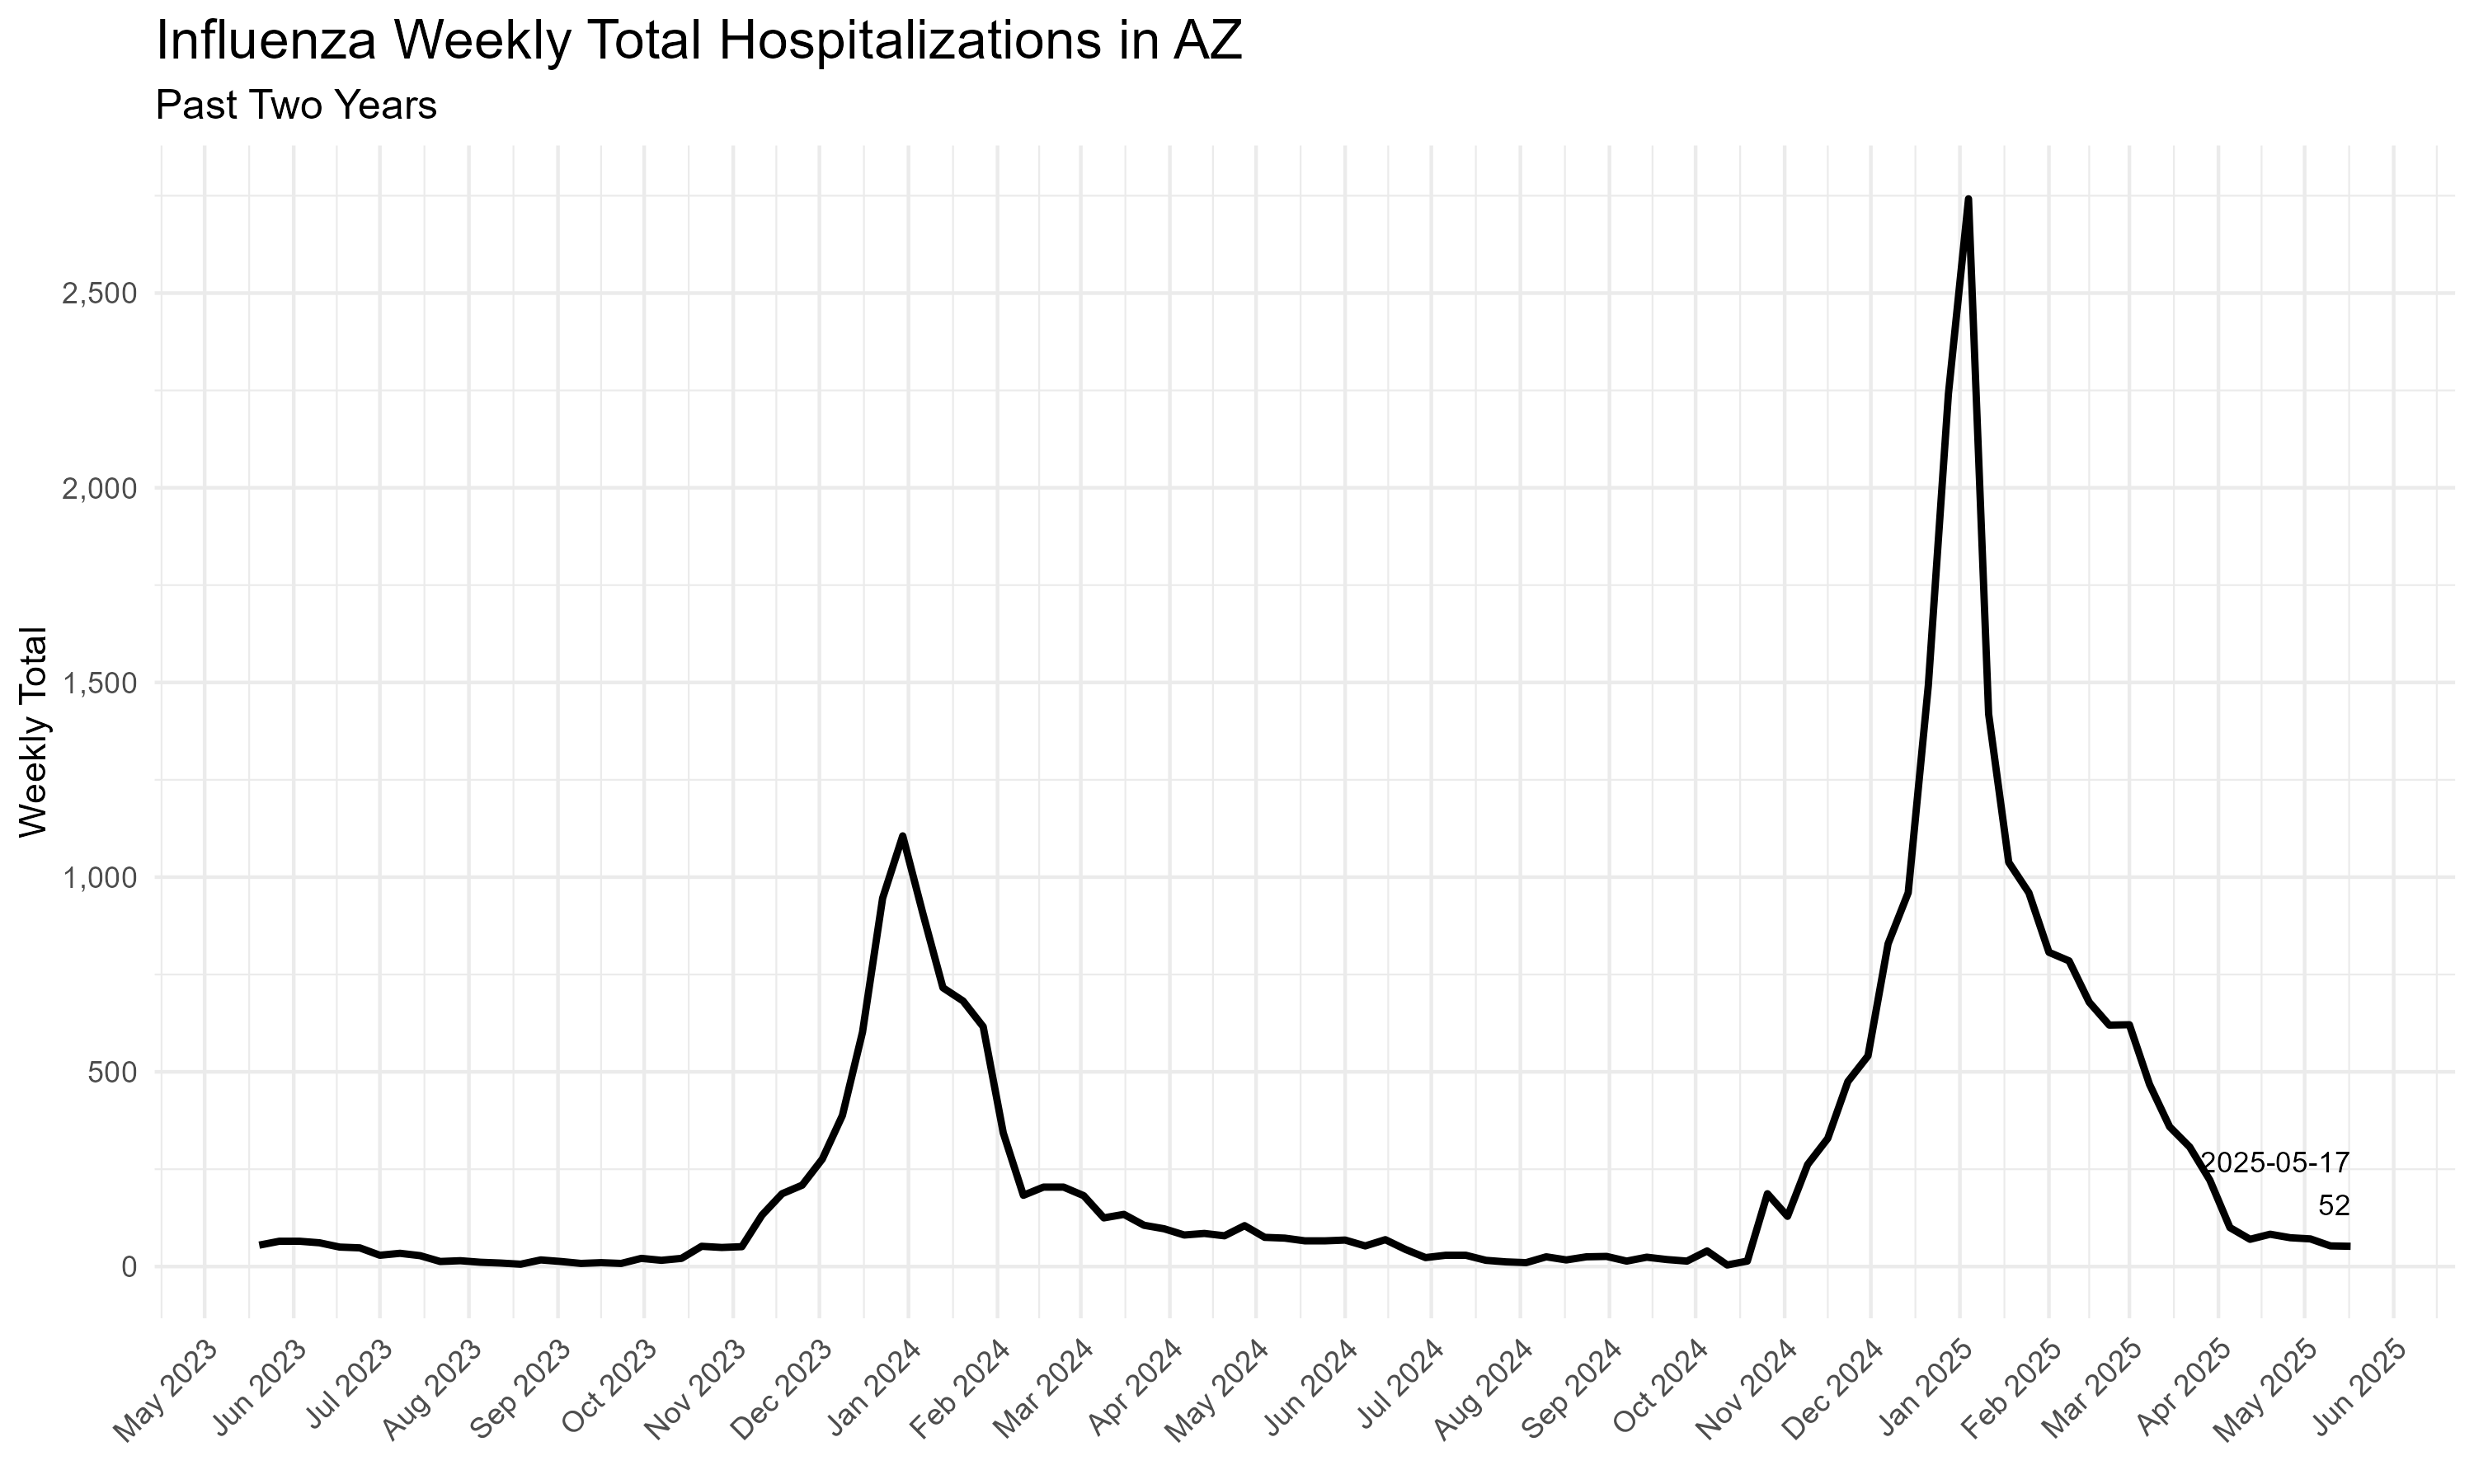 Influenza Weekly Total Hospitalizations in AZ
Past Two Years
Weekly Total
2,500
2,000
1,500
1,000
500
0
2025-05-17
52
May 2023
Jun 2023
Jul 2023
Aug 2023
Sep 2023
Oct 2023
Nov 2023
Dec 2023
Jan 2024
Feb 2024
Mar 2024
Apr 2024
May 2024
Jun 2024
Jul 2024
Aug 2024
Sep 2024
Oct 2024
Nov 2024
Dec 2024
Jan 2025
Feb 2025
Mar 2025
Apr 2025
May 2025
Jun 2025